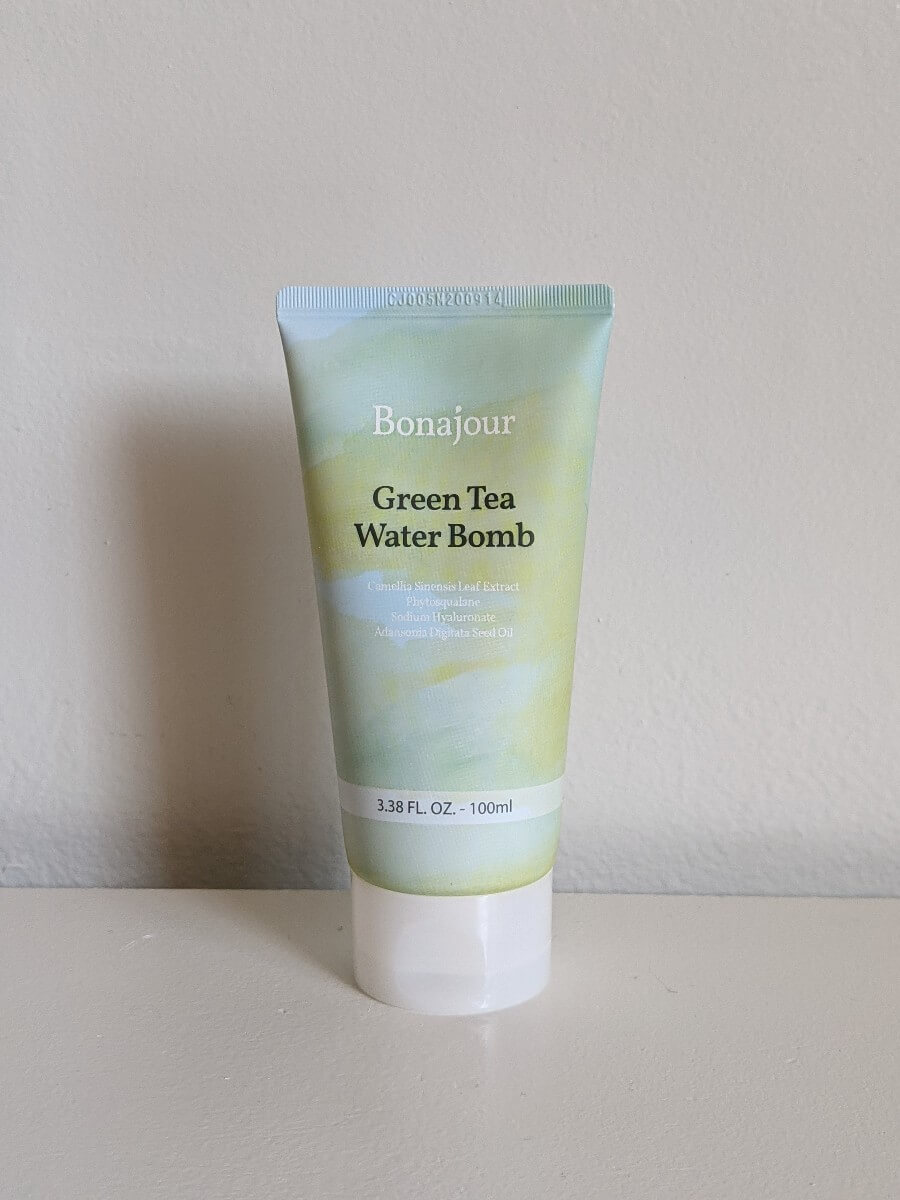 CJ005H200914
Bonajour
Green Tea
Water Bomb
Camellia Sinensis Leaf Extract
Phytosqualane
Sodium Hyaluronate
Adansonia Digitata Seed Oil
3.38 FL. OZ. - 100ml